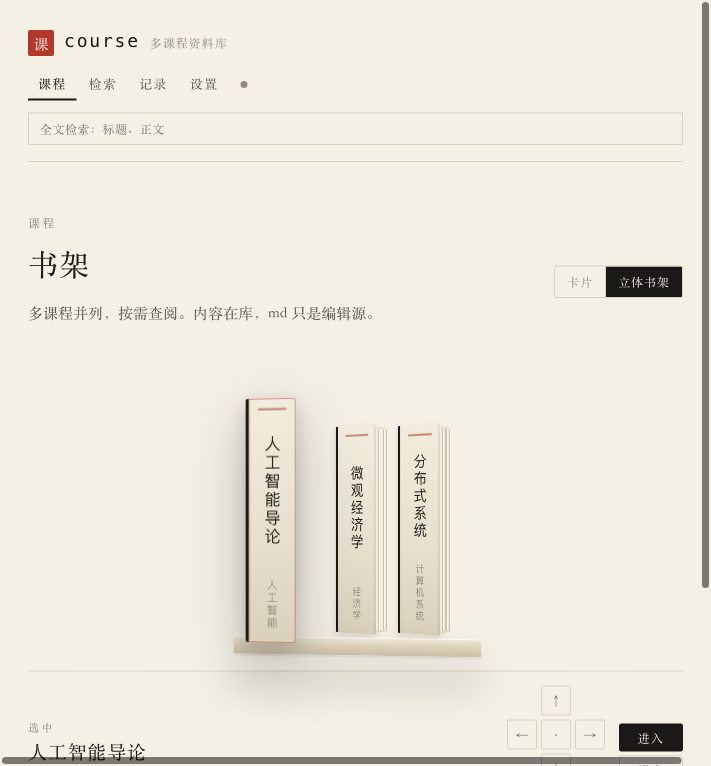 课 course 多课程资料库
课程 检索 记录 设置
全文检索：标题、正文
课程
书架
卡片 立体书架
多课程并列，按需查阅。内容在库，md 只是编辑源。
人工智能导论
人工智能
微观经济学
经济学
分布式系统
计算机系统
↑
选中
← · → 进入
人工智能导论